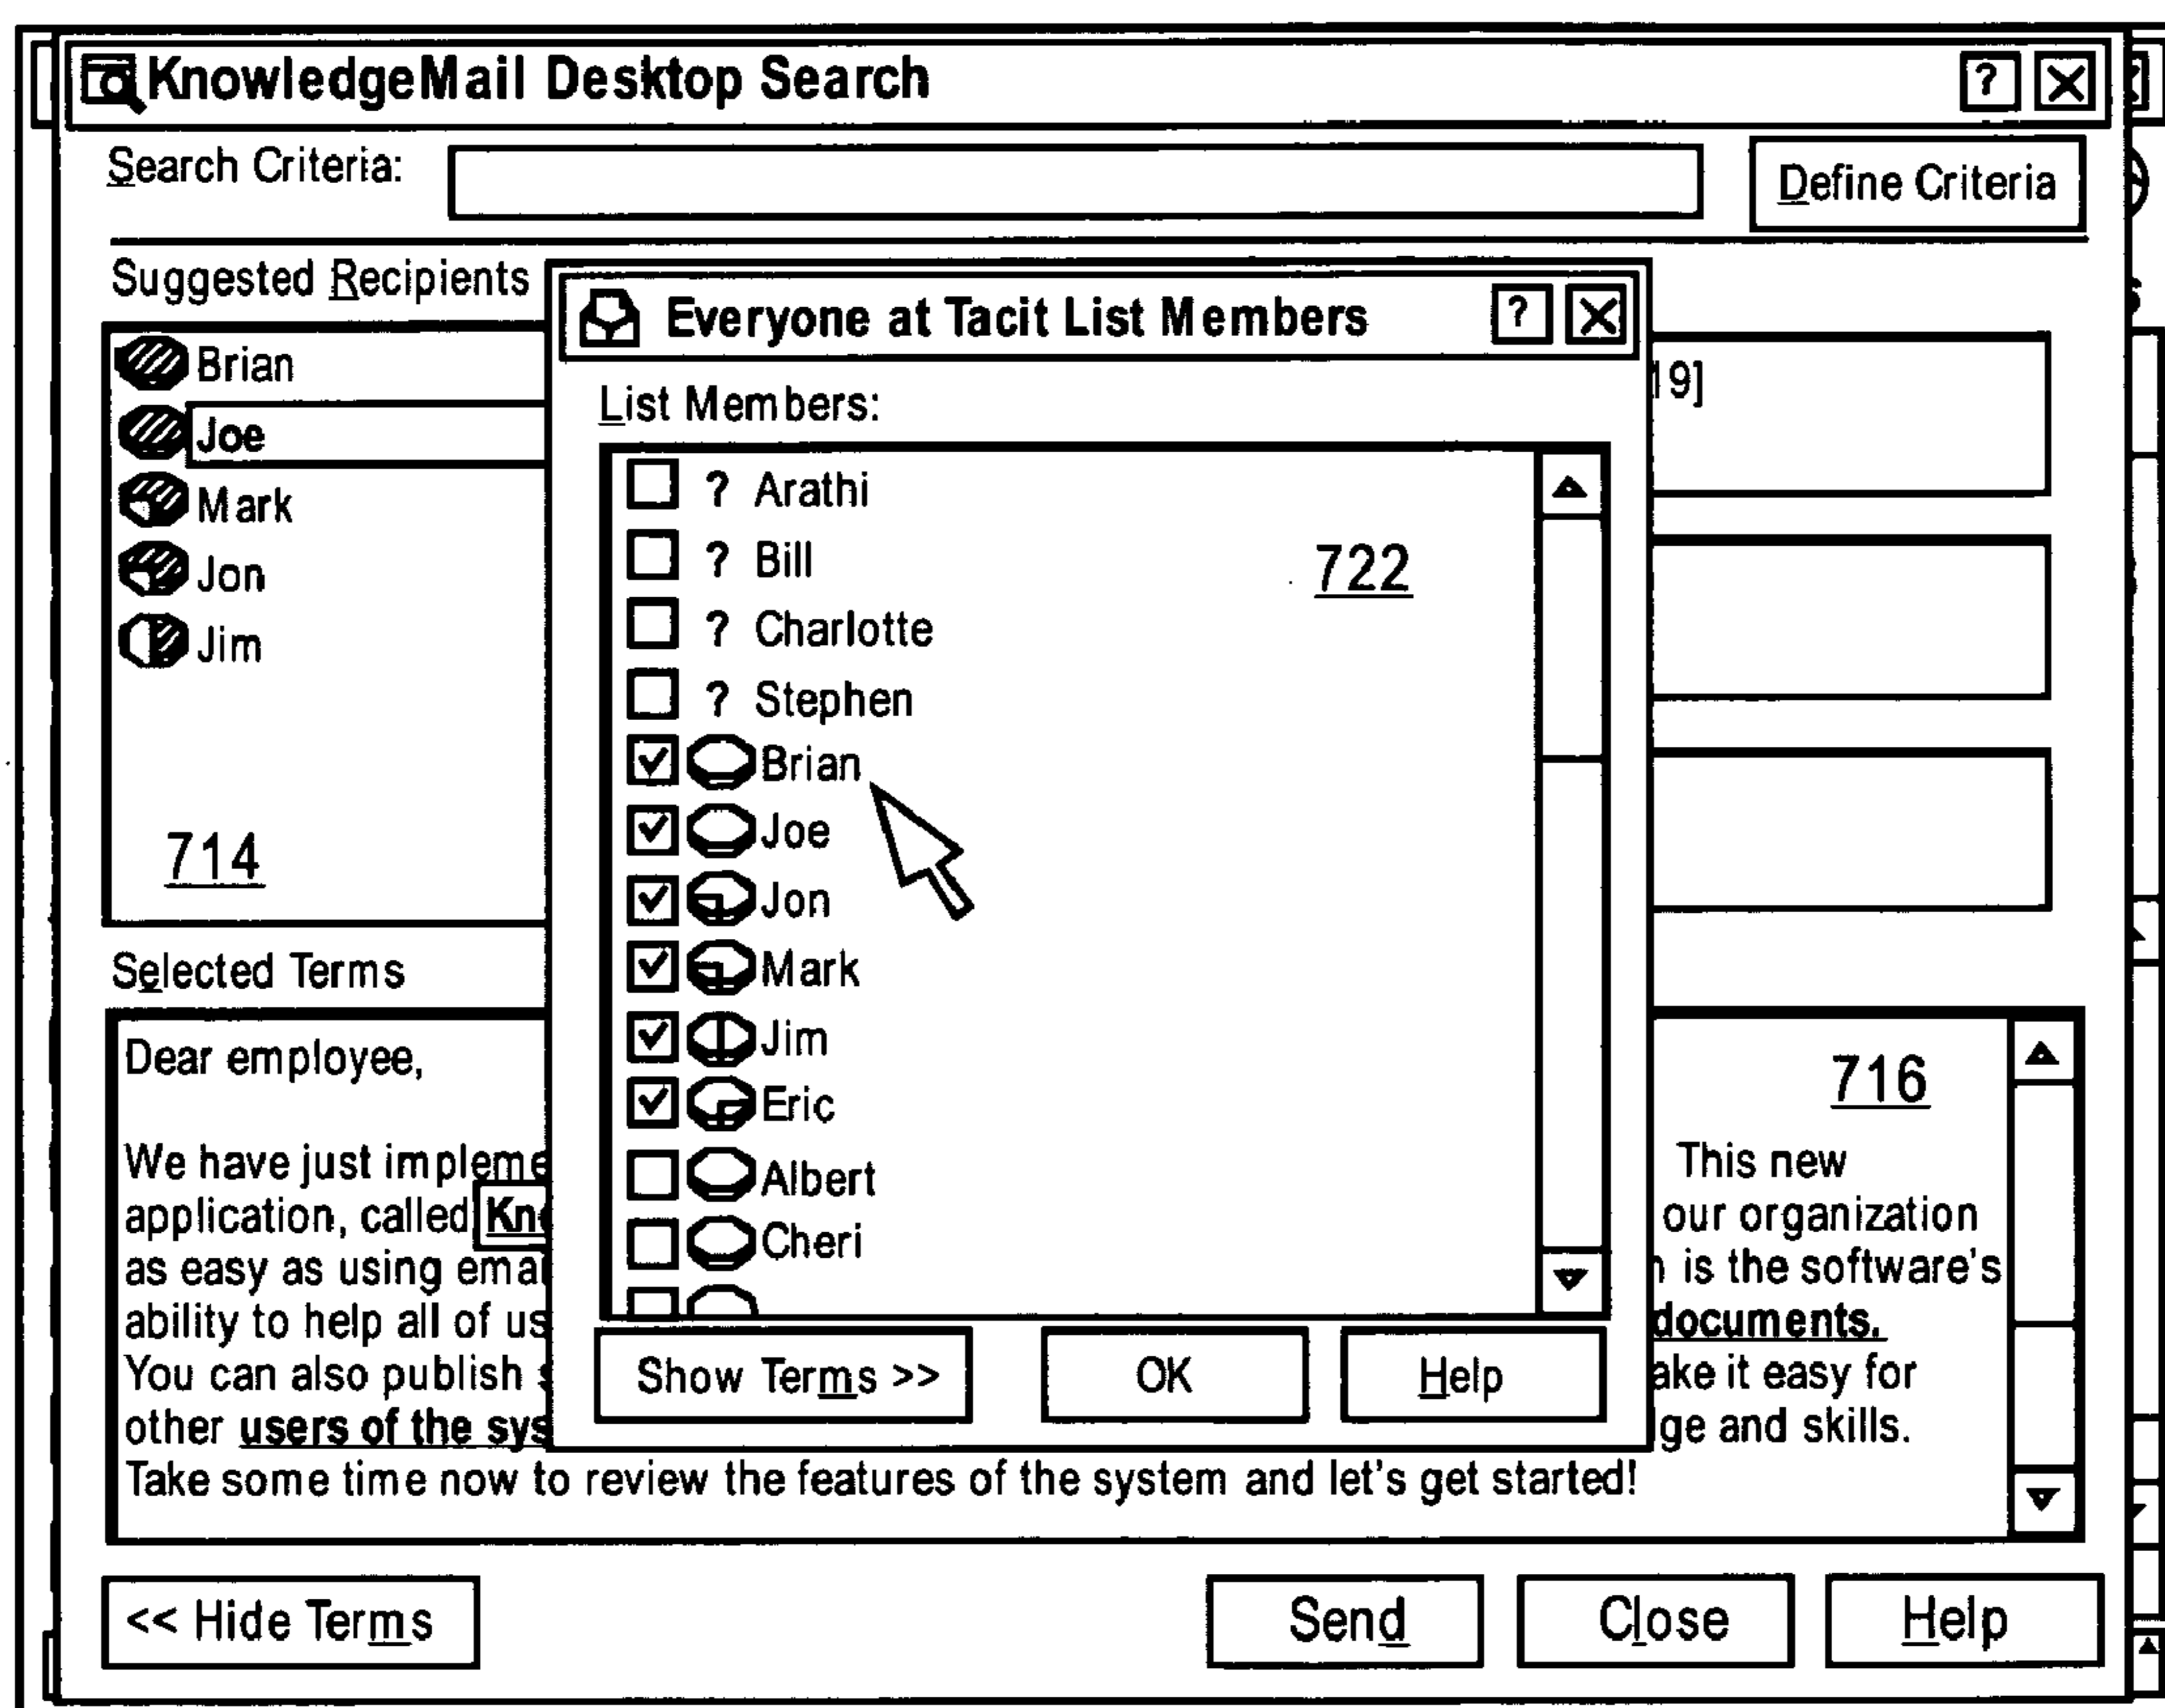 KnowledgeMail Desktop Search ?
Search Criteria:
Define Criteria
Suggested Recipients
Brian
Joe
Mark
Jon
Jim
714
19]
Everyone at Tacit List Members ?
List Members:
? Arathi
? Bill
? Charlotte
? Stephen
Brian
Joe
Jon
Mark
Jim
Eric
Albert
Cheri
722
Show Terms >>
OK
Help
Selected Terms
716
Dear employee,
We have just impleme This new
application, called Kn our organization
as easy as using ema is the software's
ability to help all of us documents.
You can also publish ake it easy for
other users of the sys ge and skills.
Take some time now to review the features of the system and let's get started!
<< Hide Terms
Send
Close
Help